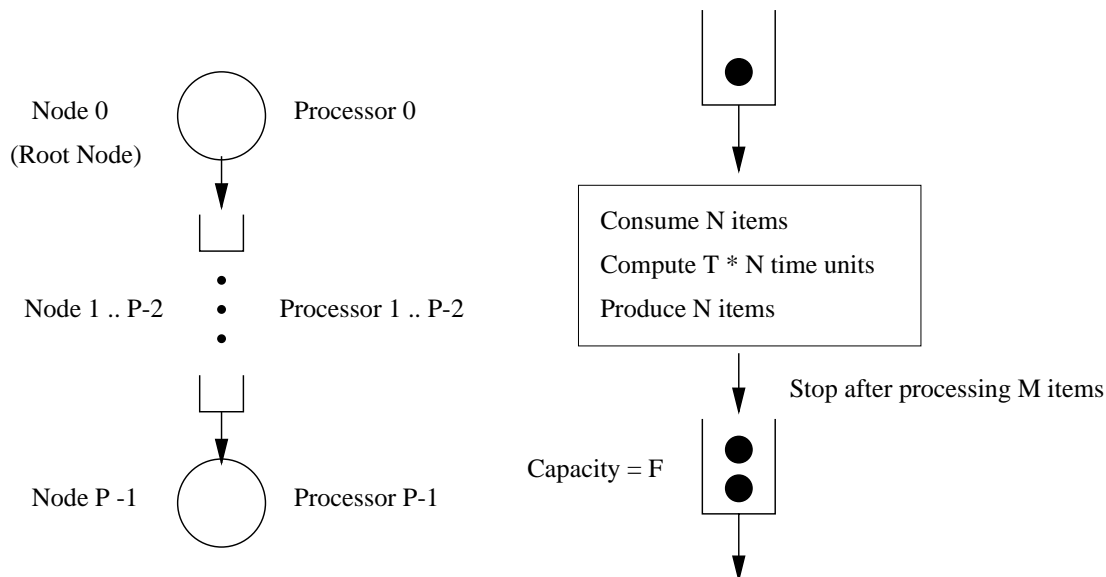 Node 0
(Root Node)
Processor 0
Node 1 .. P-2
Processor 1 .. P-2
Node P -1
Processor P-1
Consume N items
Compute T * N time units
Produce N items
Stop after processing M items
Capacity = F